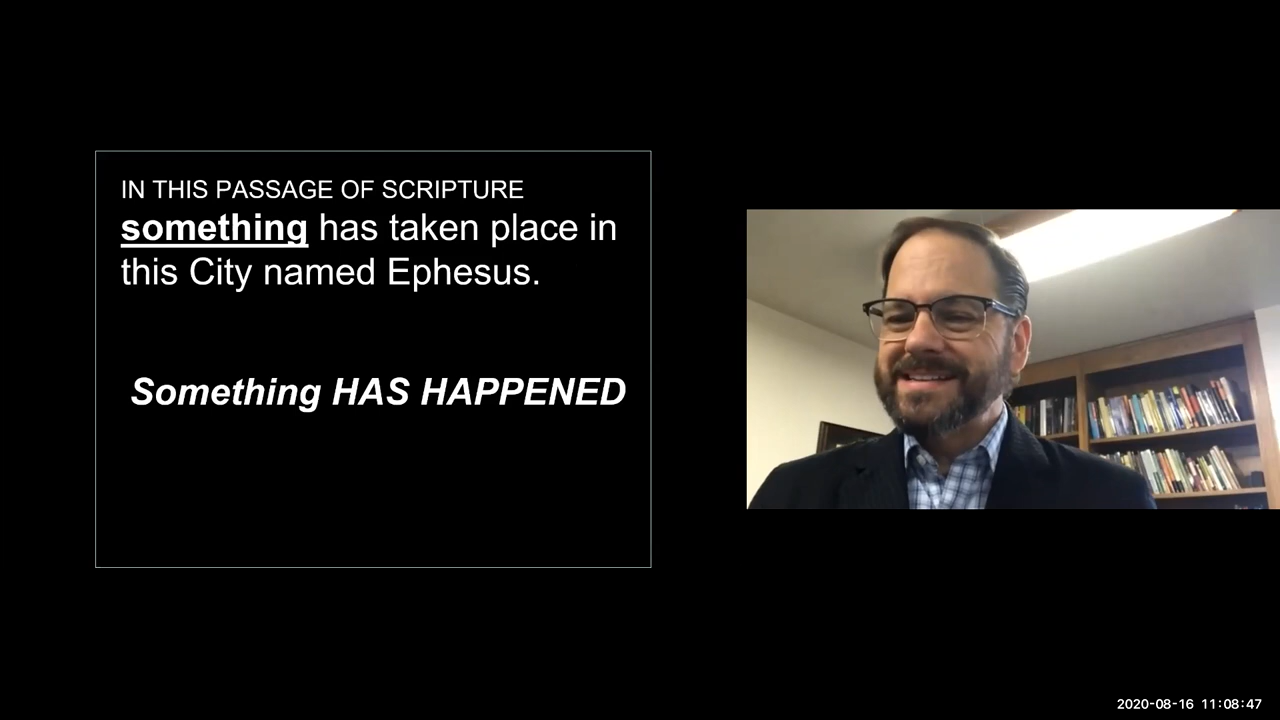 IN THIS PASSAGE OF SCRIPTURE
something has taken place in
this City named Ephesus.
Something HAS HAPPENED
2020-08-16 11:08:47